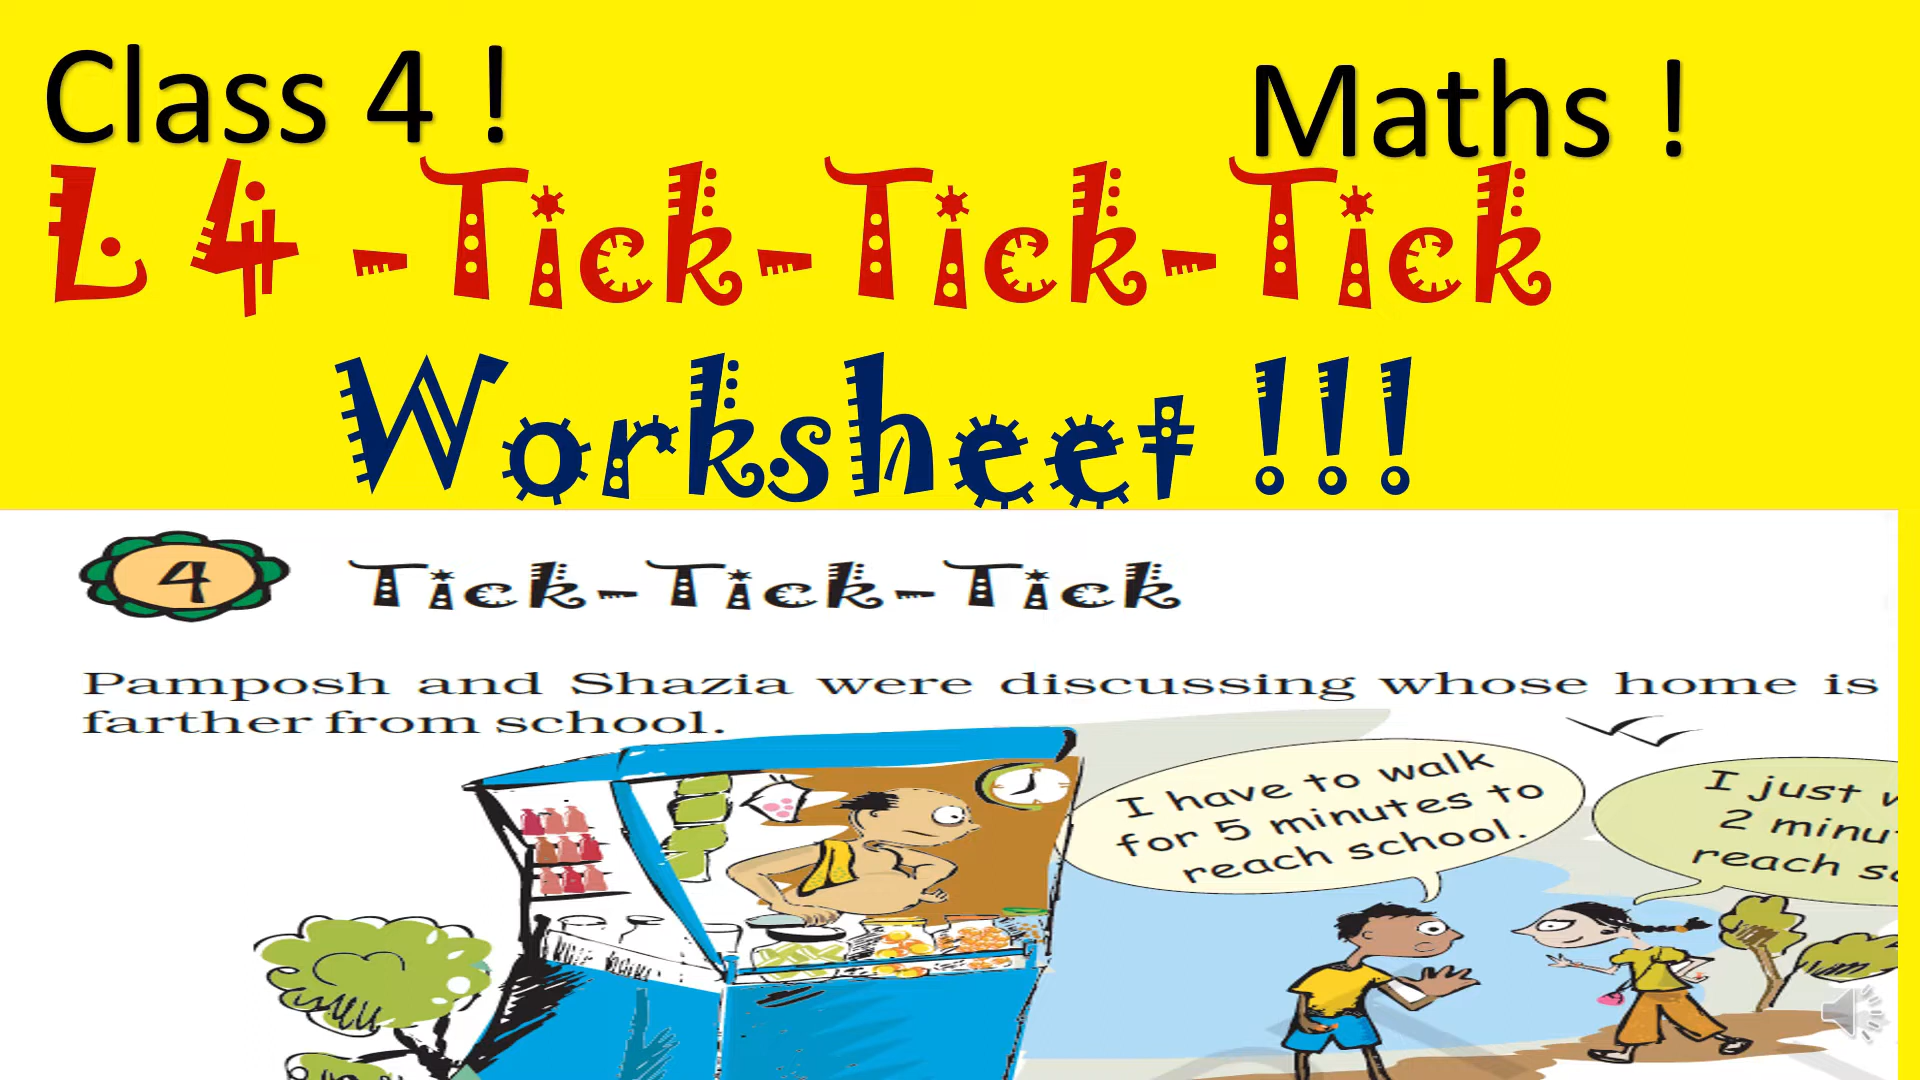 Class 4 !
Maths !
L 4 -Tick-Tick-Tick
Worksheet !!!
4
Tick-Tick-Tick
Pamposh and Shazia were discussing whose home is
farther from school.
I have to walk
for 5 minutes to
reach school.
I just
2
reach